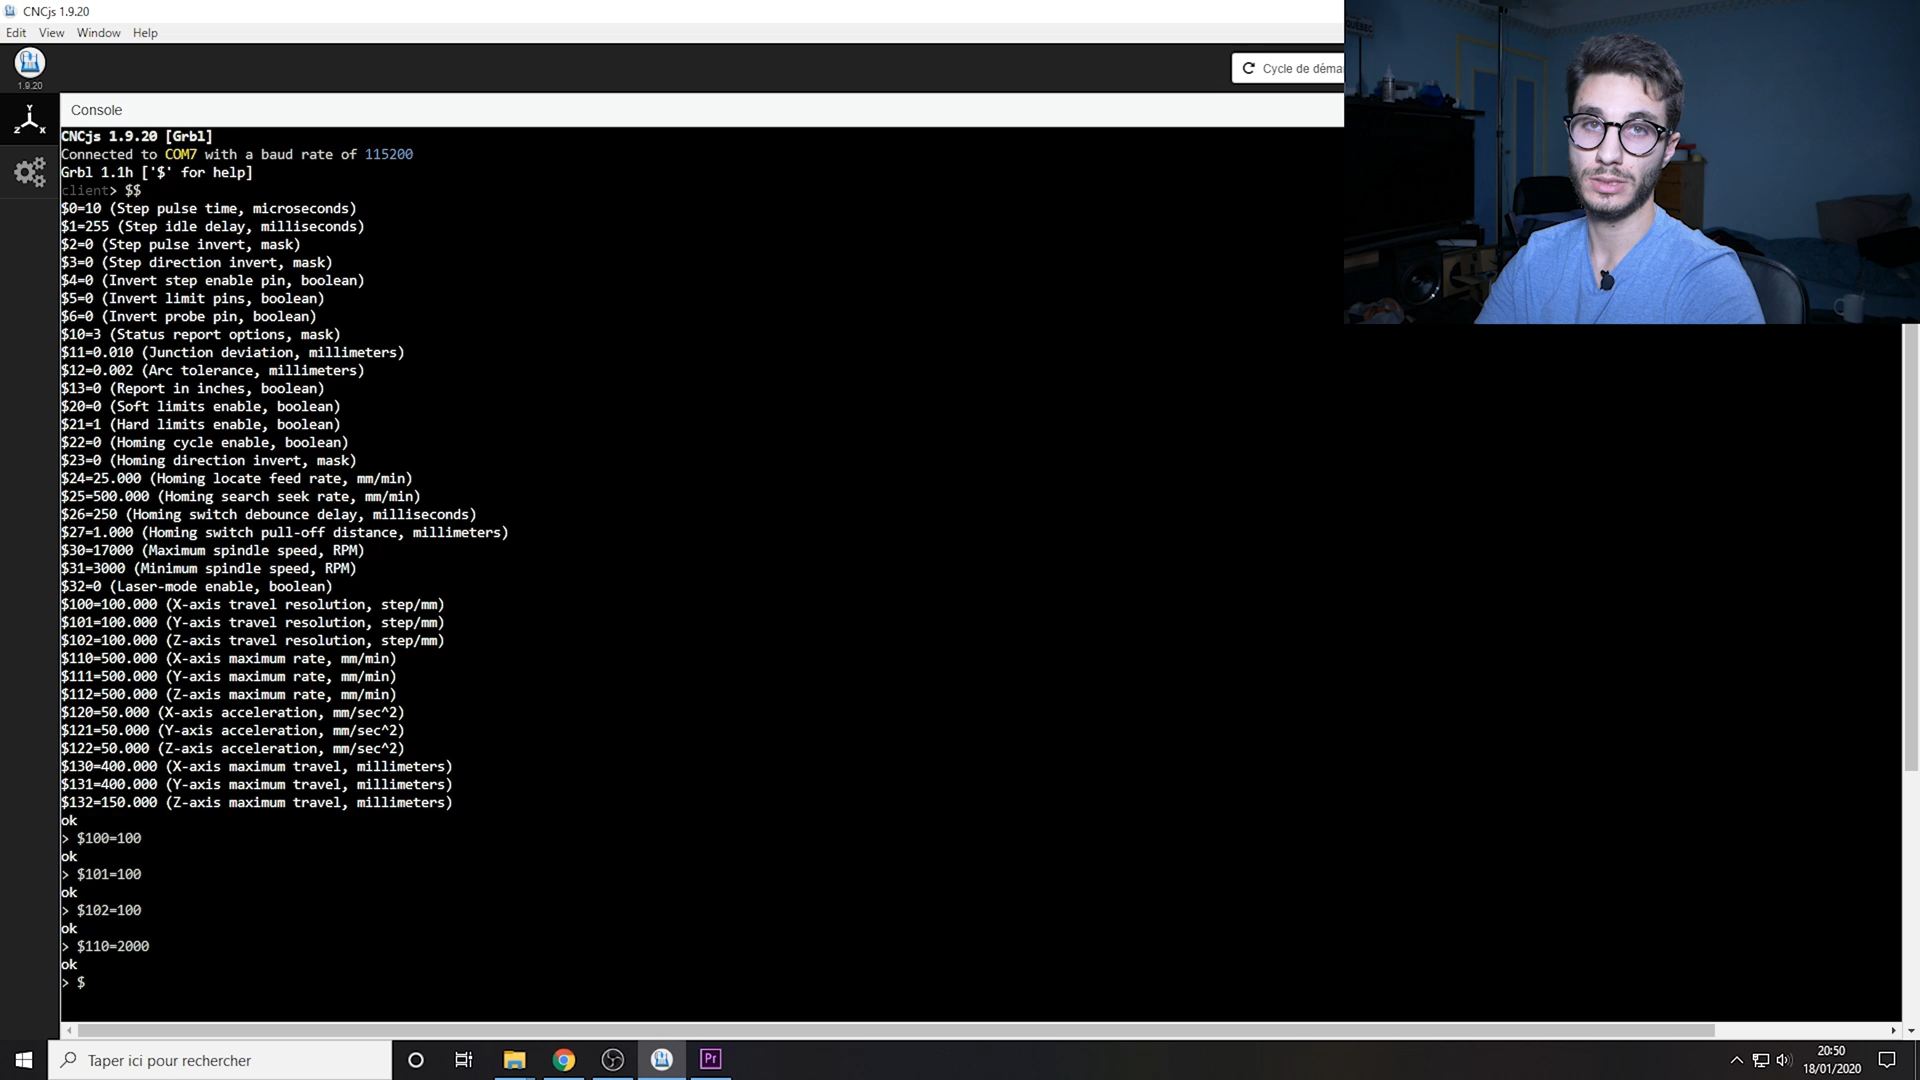 CNCjs 1.9.20
Edit View Window Help
1.9.20
Cycle de déma
QUÉBEC
Console
CNCjs 1.9.20 [Grbl]
Connected to COM7 with a baud rate of 115200
Grbl 1.1h ['$' for help]
client> $$
$0=10 (Step pulse time, microseconds)
$1=255 (Step idle delay, milliseconds)
$2=0 (Step pulse invert, mask)
$3=0 (Step direction invert, mask)
$4=0 (Invert step enable pin, boolean)
$5=0 (Invert limit pins, boolean)
$6=0 (Invert probe pin, boolean)
$10=3 (Status report options, mask)
$11=0.010 (Junction deviation, millimeters)
$12=0.002 (Arc tolerance, millimeters)
$13=0 (Report in inches, boolean)
$20=0 (Soft limits enable, boolean)
$21=1 (Hard limits enable, boolean)
$22=0 (Homing cycle enable, boolean)
$23=0 (Homing direction invert, mask)
$24=25.000 (Homing locate feed rate, mm/min)
$25=500.000 (Homing search seek rate, mm/min)
$26=250 (Homing switch debounce delay, milliseconds)
$27=1.000 (Homing switch pull-off distance, millimeters)
$30=17000 (Maximum spindle speed, RPM)
$31=3000 (Minimum spindle speed, RPM)
$32=0 (Laser-mode enable, boolean)
$100=100.000 (X-axis travel resolution, step/mm)
$101=100.000 (Y-axis travel resolution, step/mm)
$102=100.000 (Z-axis travel resolution, step/mm)
$110=500.000 (X-axis maximum rate, mm/min)
$111=500.000 (Y-axis maximum rate, mm/min)
$112=500.000 (Z-axis maximum rate, mm/min)
$120=50.000 (X-axis acceleration, mm/sec^2)
$121=50.000 (Y-axis acceleration, mm/sec^2)
$122=50.000 (Z-axis acceleration, mm/sec^2)
$130=400.000 (X-axis maximum travel, millimeters)
$131=400.000 (Y-axis maximum travel, millimeters)
$132=150.000 (Z-axis maximum travel, millimeters)
ok
> $100=100
ok
> $101=100
ok
> $102=100
ok
> $110=2000
ok
> $
Taper ici pour rechercher
Pr
20:50
18/01/2020